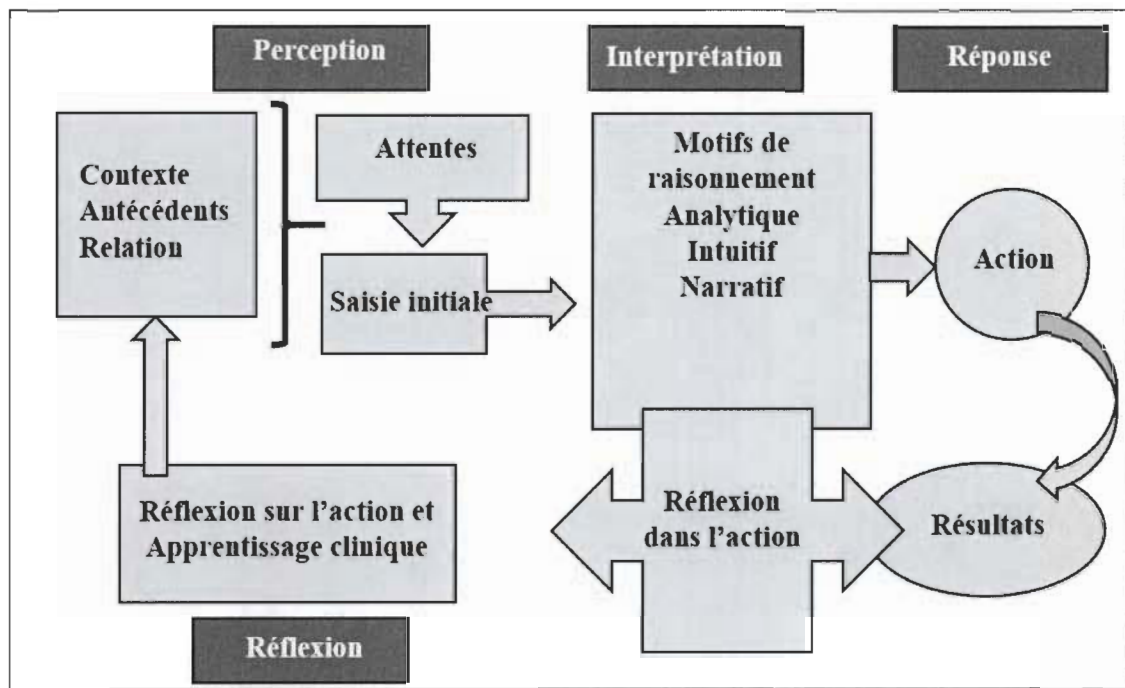 Perception
Interprétation
Réponse
Contexte
Antécédents
Relation
Attentes
Saisie initiale
Motifs de
raisonnement
Analytique
Intuitif
Narratif
Action
Réflexion sur l'action et
Apprentissage clinique
Réflexion
dans l'action
Résultats
Réflexion